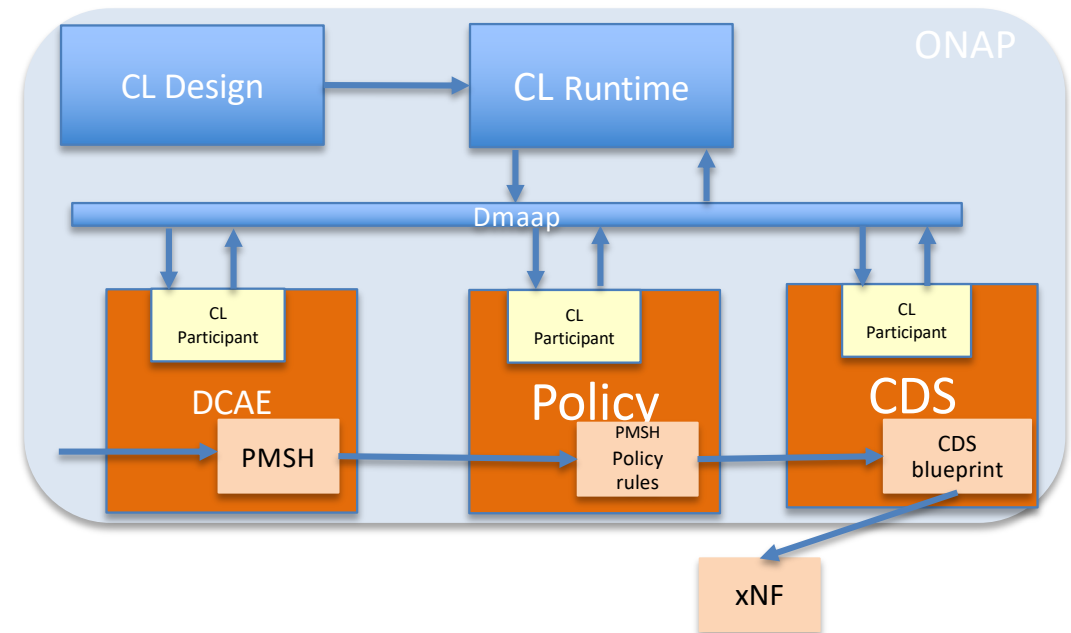 ONAP
CL Design
CL Runtime
Dmaap
CL
Participant
CL
Participant
CL
Participant
DCAE
Policy
CDS
PMSH
PMSH
Policy
rules
CDS
blueprint
xNF